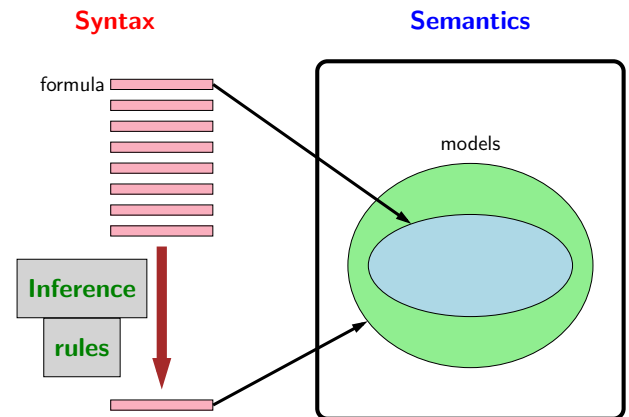 Syntax
Semantics
formula
models
Inference
rules